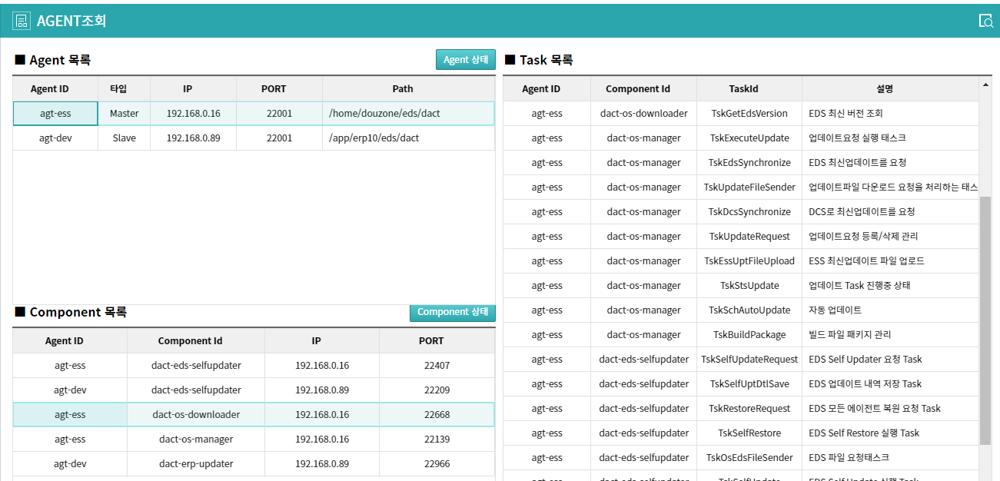 AGENT조회
■ Agent 목록
Agent 상태
Agent ID 타입 IP PORT Path
agt-ess Master 192.168.0.16 22001 /home/douzone/eds/dact
agt-dev Slave 192.168.0.89 22001 /app/erp10/eds/dact
■ Component 목록
Component 상태
Agent ID Component Id IP PORT
agt-ess dact-eds-selfupdater 192.168.0.16 22407
agt-dev dact-eds-selfupdater 192.168.0.89 22209
agt-ess dact-os-downloader 192.168.0.16 22668
agt-ess dact-os-manager 192.168.0.16 22139
agt-dev dact-erp-updater 192.168.0.89 22966
■ Task 목록
Agent ID Component Id TaskId 설명
agt-ess dact-os-downloader TskGetEdsVersion EDS 최신 버전 조회
agt-ess dact-os-manager TskExecuteUpdate 업데이트요청 실행 태스크
agt-ess dact-os-manager TskEdsSynchronize EDS 최신업데이트를 요청
agt-ess dact-os-manager TskUpdateFileSender 업데이트파일 다운로드 요청을 처리하는 태스
agt-ess dact-os-manager TskDcsSynchronize DCS로 최신업데이트를 요청
agt-ess dact-os-manager TskUpdateRequest 업데이트요청 등록/삭제 관리
agt-ess dact-os-manager TskEssUptFileUpload ESS 최신업데이트 파일 업로드
agt-ess dact-os-manager TskStsUpdate 업데이트 Task 진행중 상태
agt-ess dact-os-manager TskSchAutoUpdate 자동 업데이트
agt-ess dact-os-manager TskBuildPackage 빌드 파일 패키지 관리
agt-ess dact-eds-selfupdater TskSelfUpdateRequest EDS Self Updater 요청 Task
agt-ess dact-eds-selfupdater TskSelfUptDtlSave EDS 업데이트 내역 저장 Task
agt-ess dact-eds-selfupdater TskRestoreRequest EDS 모든 에이전트 복원 요청 Task
agt-ess dact-eds-selfupdater TskSelfRestore EDS Self Restore 실행 Task
agt-ess dact-eds-selfupdater TskOsEdsFileSender EDS 파일 요청태스크
agt-ess dact-eds-selfupdater TskSelfUpdate EDS Self Update 실행 Task